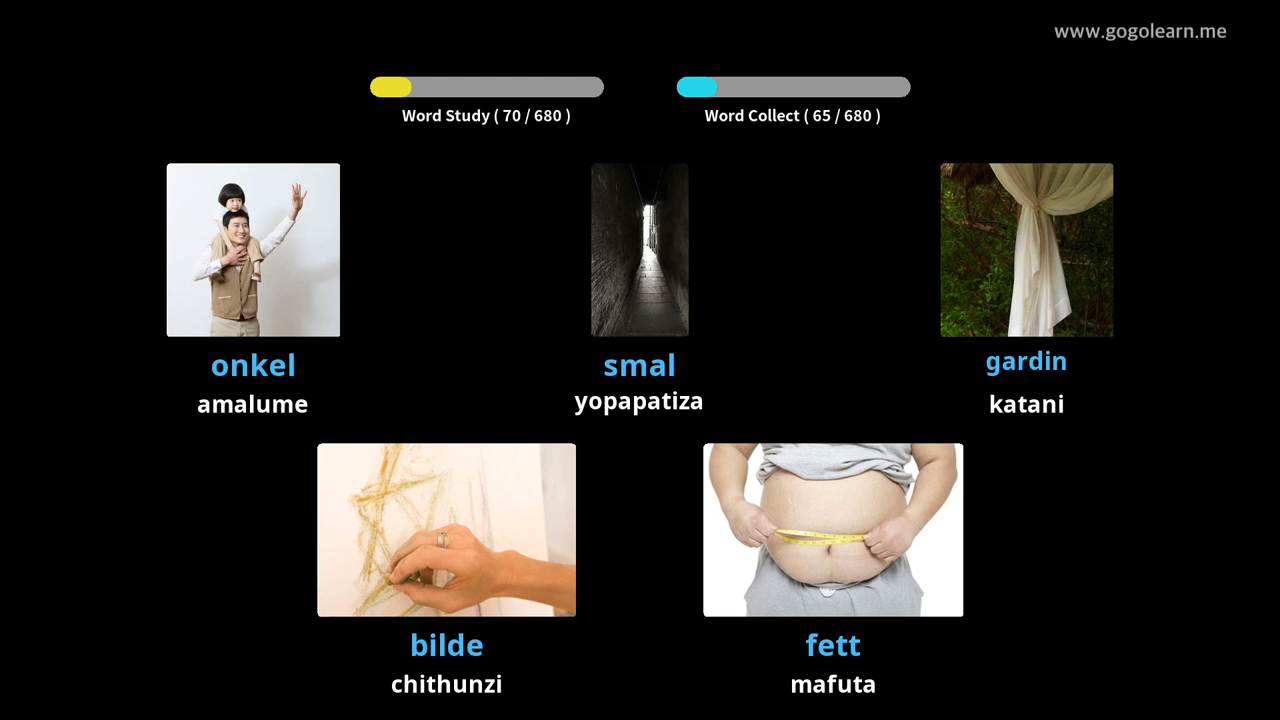 www.gogolearn.me
Word Study ( 70 / 680 )
Word Collect ( 65 / 680 )
onkel
amalume
smal
yopapatiza
gardin
katani
bilde
chithunzi
fett
mafuta